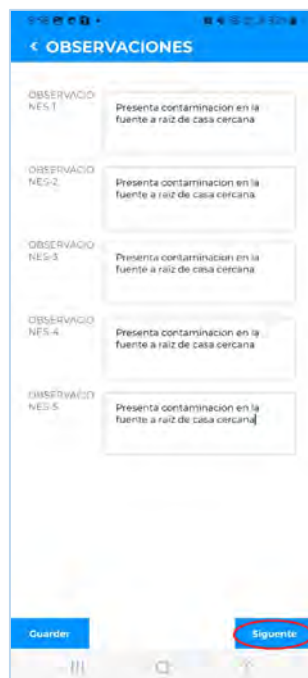 < OBSERVACIONES
OBSERVACIO
NES-1
Presenta contaminacion en la
fuente a raiz de casa cercana
OBSERVACIO
NES-2
Presenta contaminacion en la
fuente a raiz de casa cercana
OBSERVACIO
NES-3
Presenta contaminacion en la
fuente a raiz de casa cercana
OBSERVACIO
NES-4
Presenta contaminacion en la
fuente a raiz de casa cercana
OBSERVACIO
NES-5
Presenta contaminacion en la
fuente a raiz de casa cercana
Guarder
Siguente